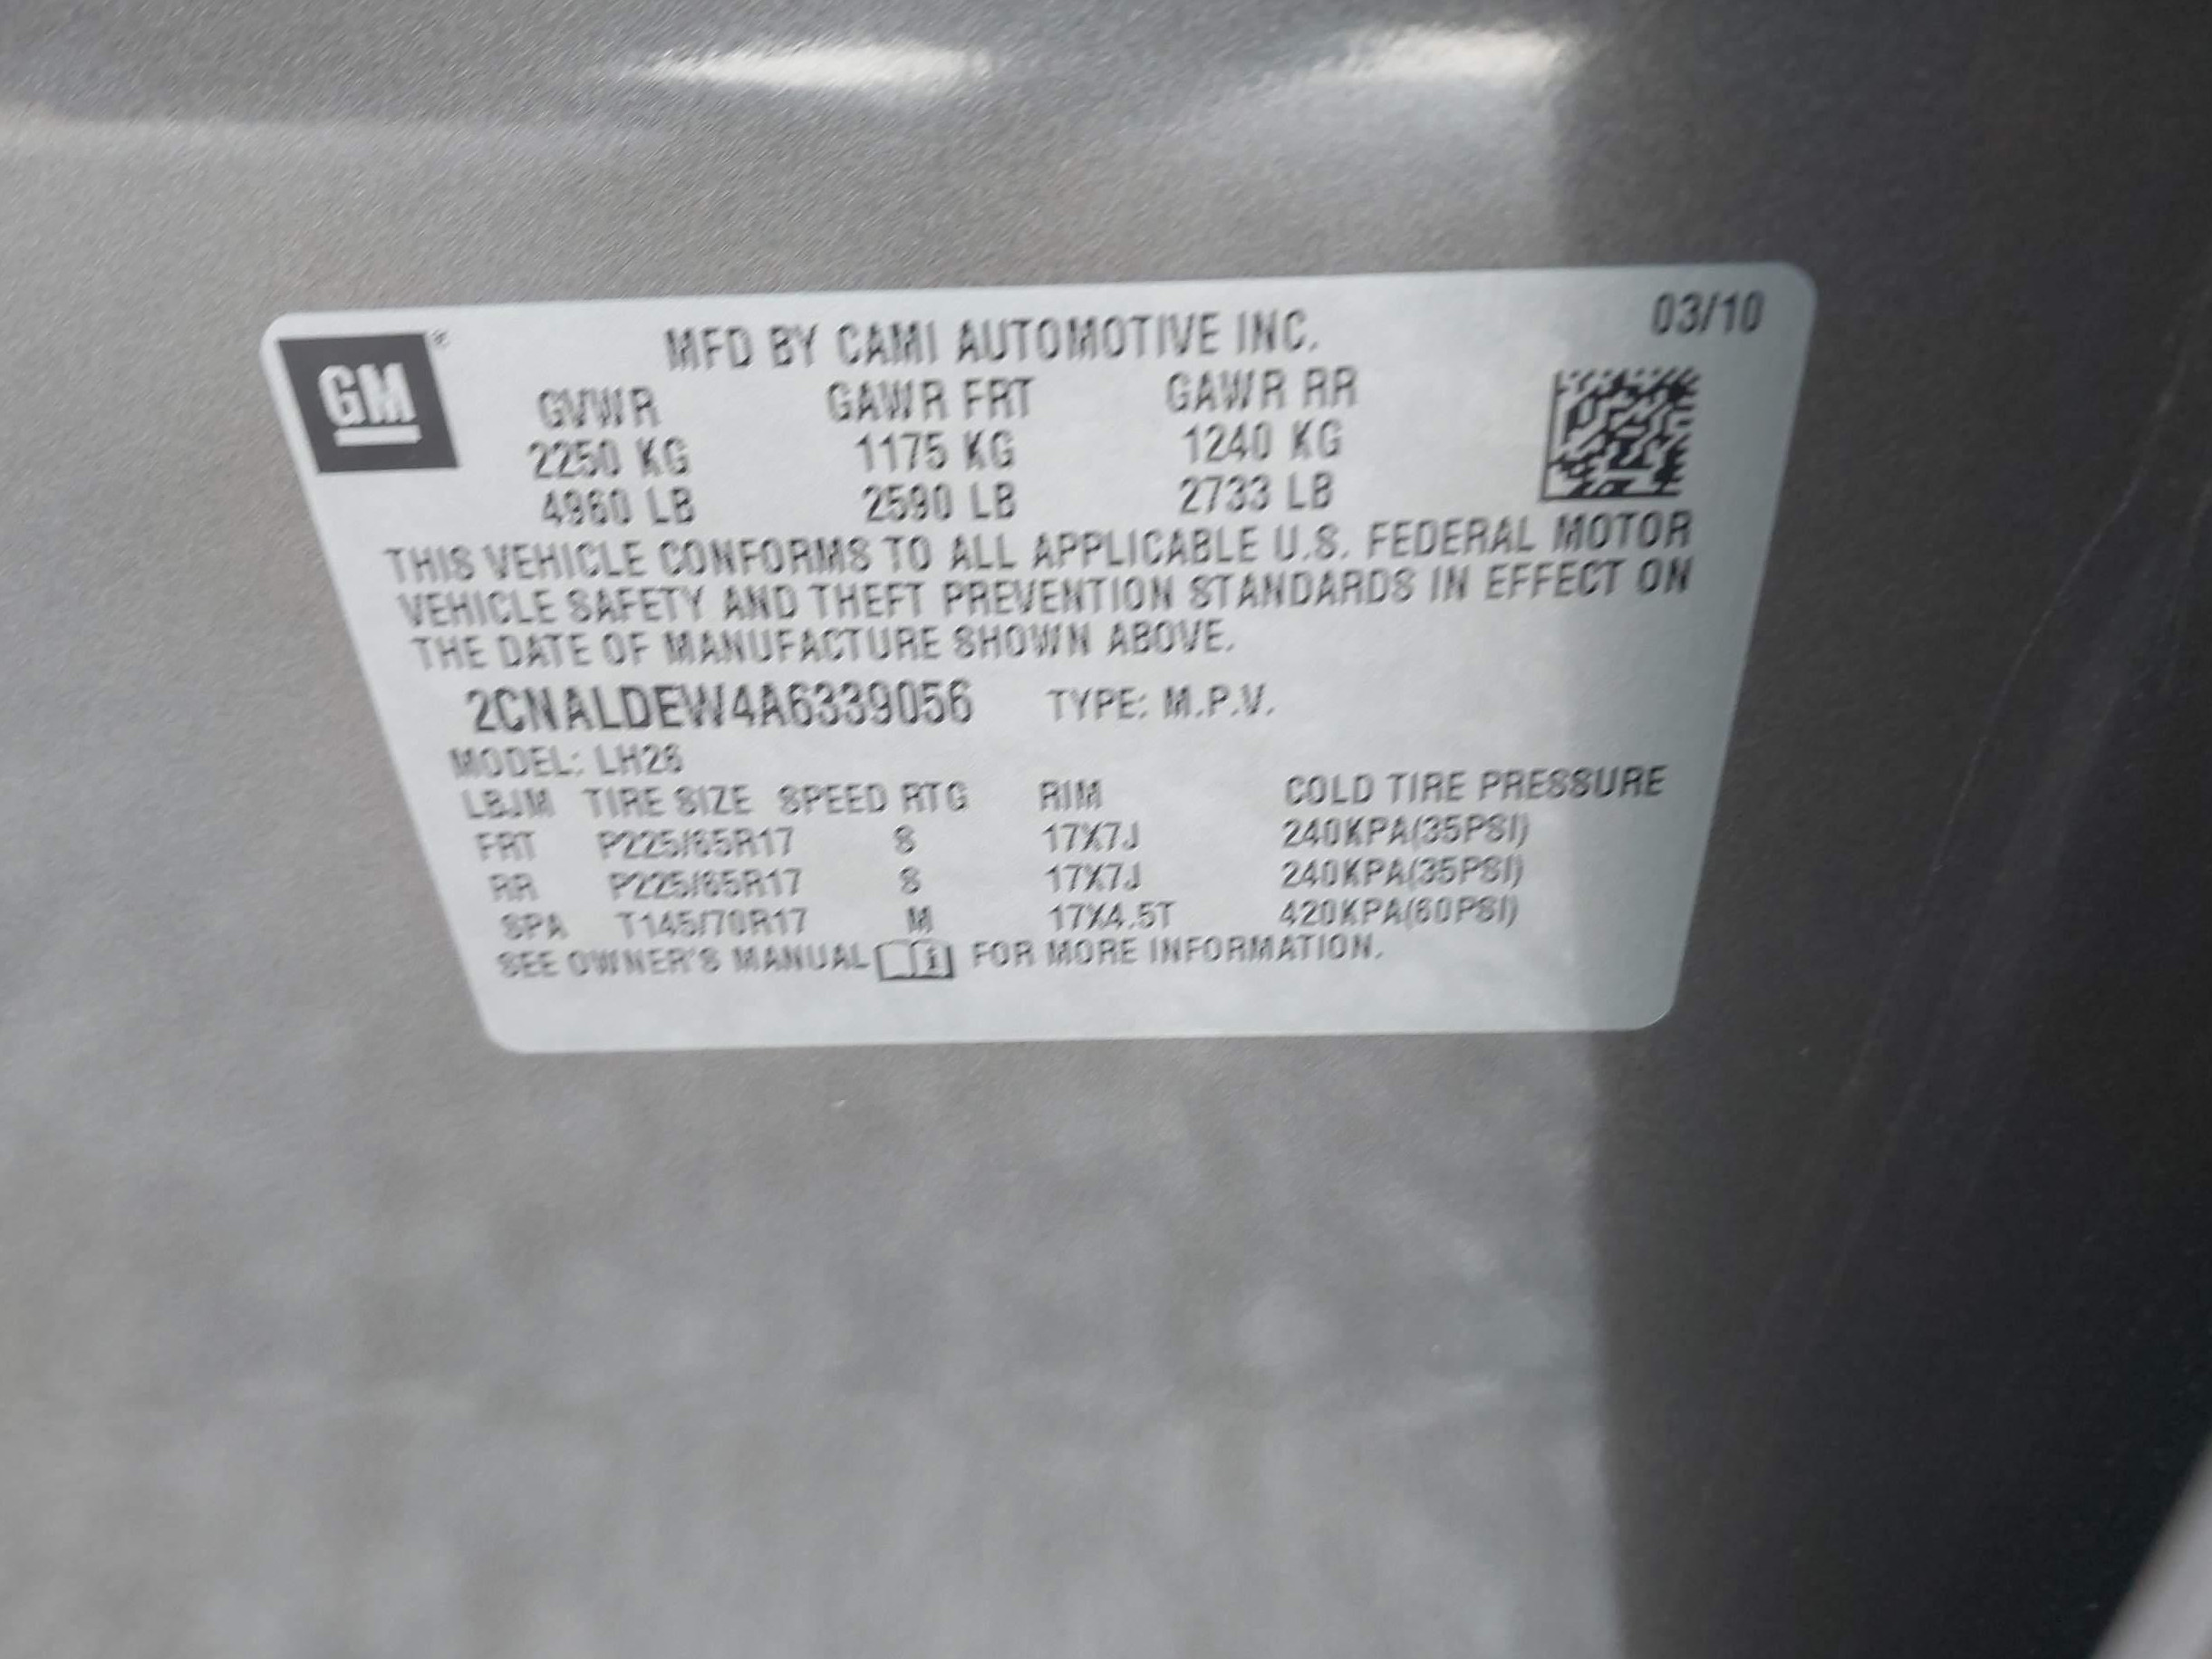 GM ®
MFD BY CAMI AUTOMOTIVE INC. 03/10
GVWR GAWR FRT GAWR RR
2250 KG 1175 KG 1240 KG
4960 LB 2590 LB 2733 LB
THIS VEHICLE CONFORMS TO ALL APPLICABLE U.S. FEDERAL MOTOR
VEHICLE SAFETY AND THEFT PREVENTION STANDARDS IN EFFECT ON
THE DATE OF MANUFACTURE SHOWN ABOVE.
2CNALDEW4A6339056 TYPE: M.P.V.
MODEL: LH26
LBJM TIRE SIZE SPEED RTG RIM COLD TIRE PRESSURE
FRT P225/65R17 S 17X7J 240KPA(35PSI)
RR P225/65R17 S 17X7J 240KPA(35PSI)
SPA T145/70R17 M 17X4.5T 420KPA(60PSI)
SEE OWNER'S MANUAL FOR MORE INFORMATION.